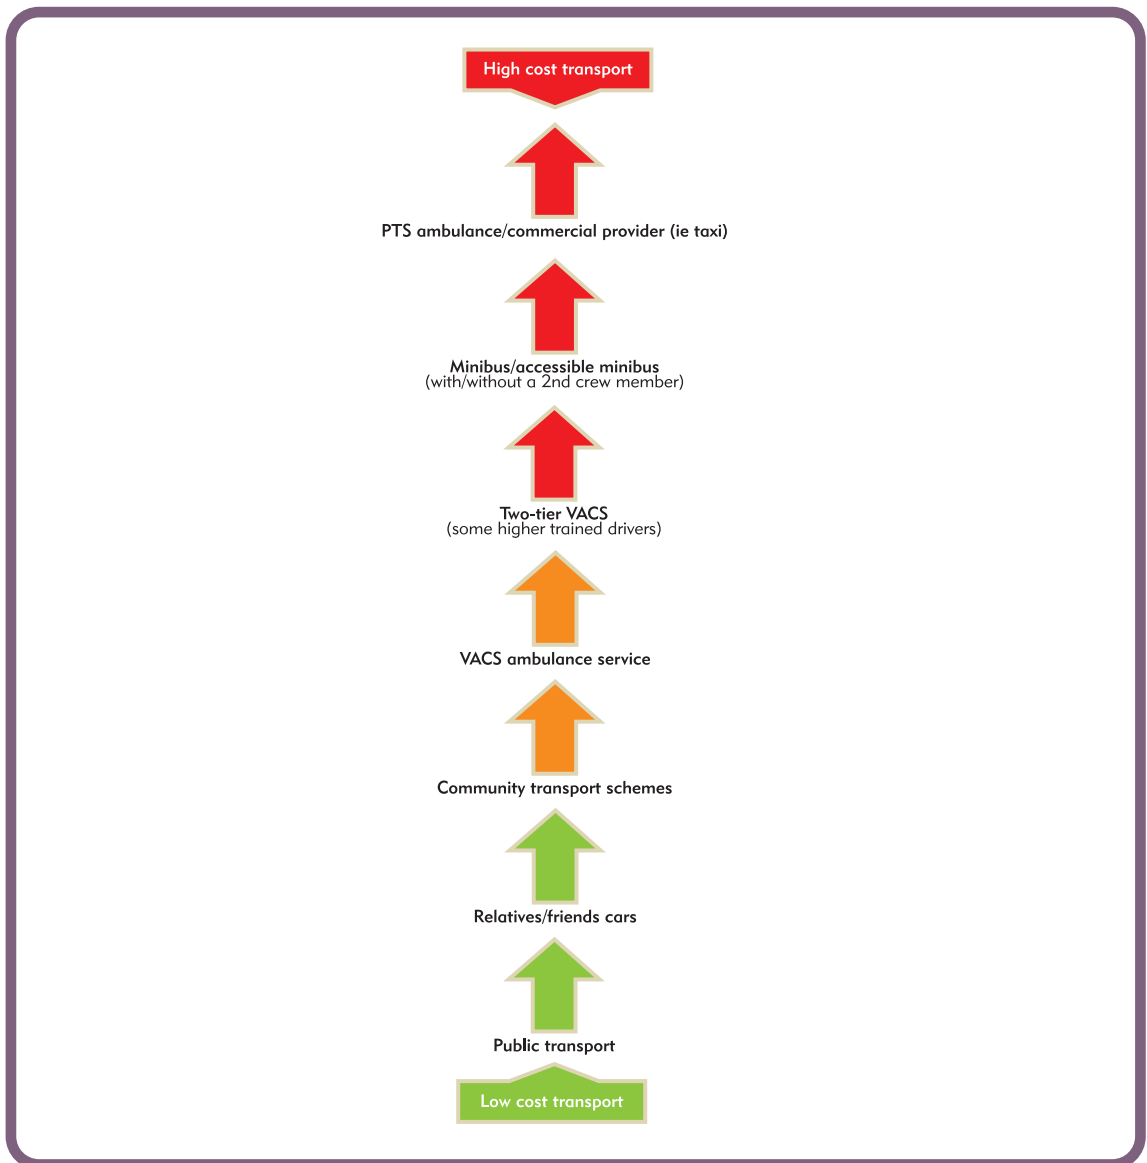 High cost transport
PTS ambulance/commercial provider (ie taxi)
Minibus/accessible minibus
(with/without a 2nd crew member)
Two-tier VACS
(some higher trained drivers)
VACS ambulance service
Community transport schemes
Relatives/friends cars
Public transport
Low cost transport